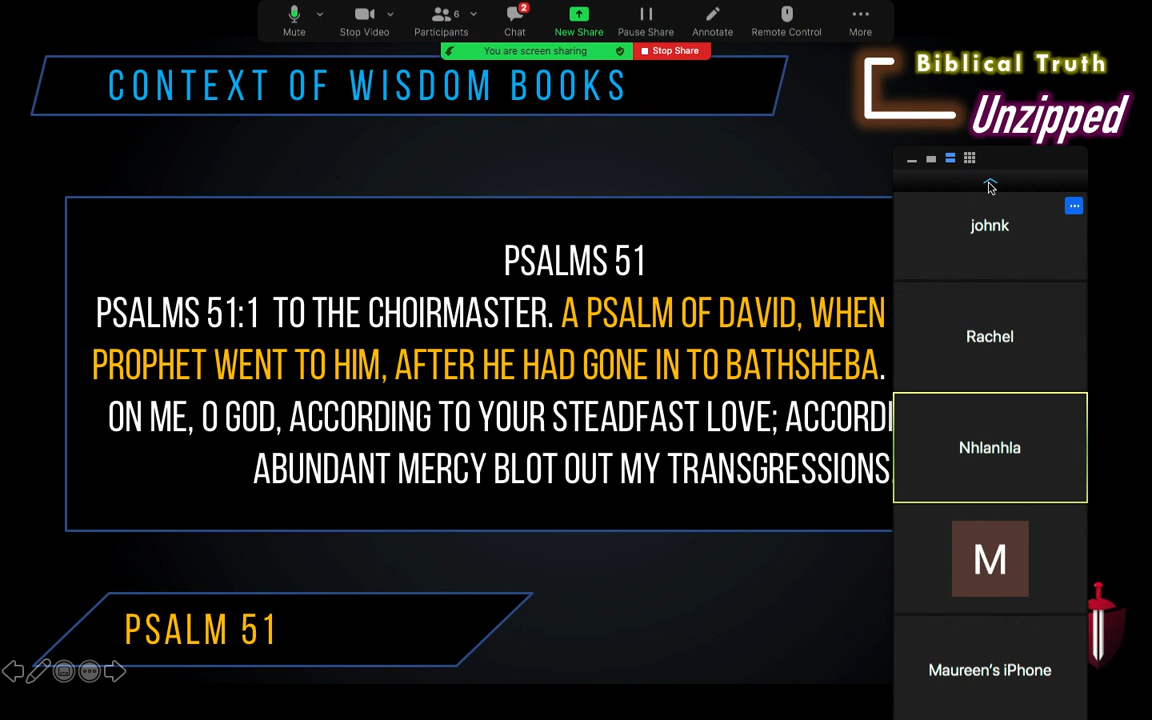 6
2
Mute
Stop Video
Participants
Chat
New Share
Pause Share
Annotate
Remote Control
More
You are screen sharing
Stop Share
CONTEXT OF WISDOM BOOKS
Biblical Truth
Unzipped
PSALMS 51
PSALMS 51:1 TO THE CHOIRMASTER. A PSALM OF DAVID, WHEN
PROPHET WENT TO HIM, AFTER HE HAD GONE IN TO BATHSHEBA.
ON ME, O GOD, ACCORDING TO YOUR STEADFAST LOVE; ACCORDI
ABUNDANT MERCY BLOT OUT MY TRANSGRESSIONS.
johnk
Rachel
Nhlanhla
M
Maureen's iPhone
PSALM 51